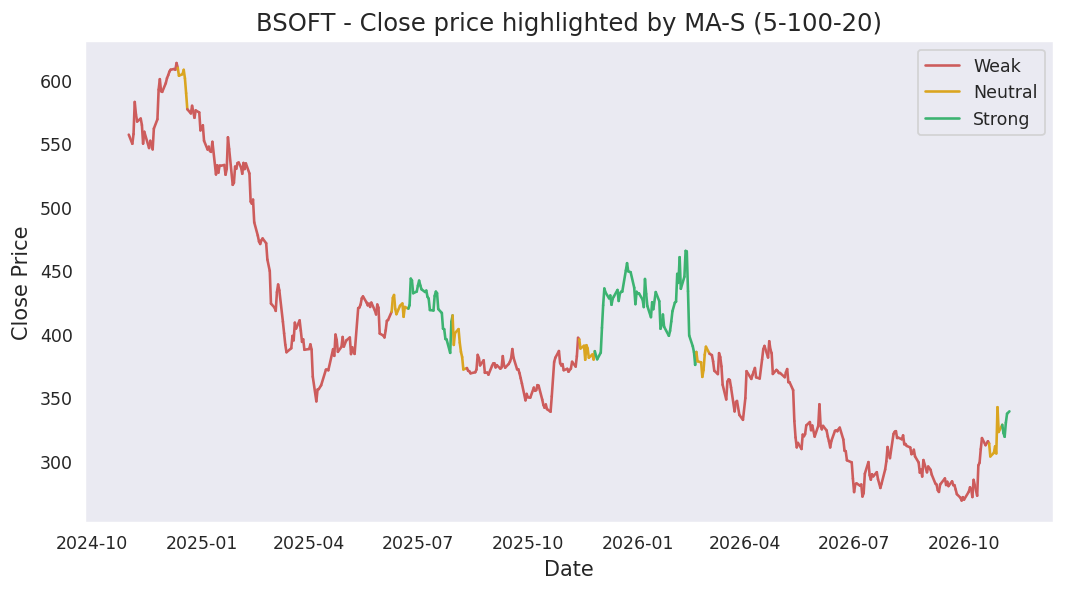 BSOFT - Close price highlighted by MA-S (5-100-20)
Weak
Neutral
Strong
Close Price
600
550
500
450
400
350
300
2024-10
2025-01
2025-04
2025-07
2025-10
2026-01
2026-04
2026-07
2026-10
Date